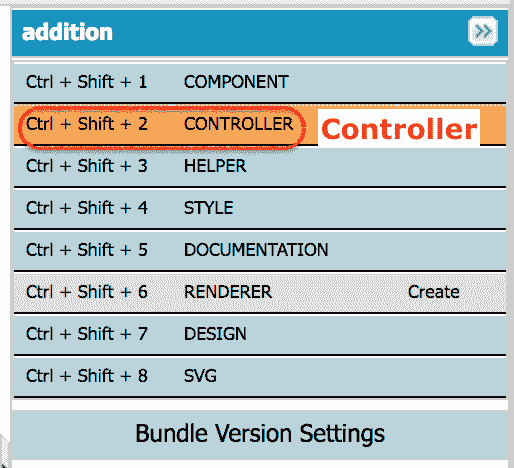 addition
Ctrl + Shift + 1 COMPONENT
Ctrl + Shift + 2 CONTROLLER Controller
Ctrl + Shift + 3 HELPER
Ctrl + Shift + 4 STYLE
Ctrl + Shift + 5 DOCUMENTATION
Ctrl + Shift + 6 RENDERER Create
Ctrl + Shift + 7 DESIGN
Ctrl + Shift + 8 SVG
Bundle Version Settings